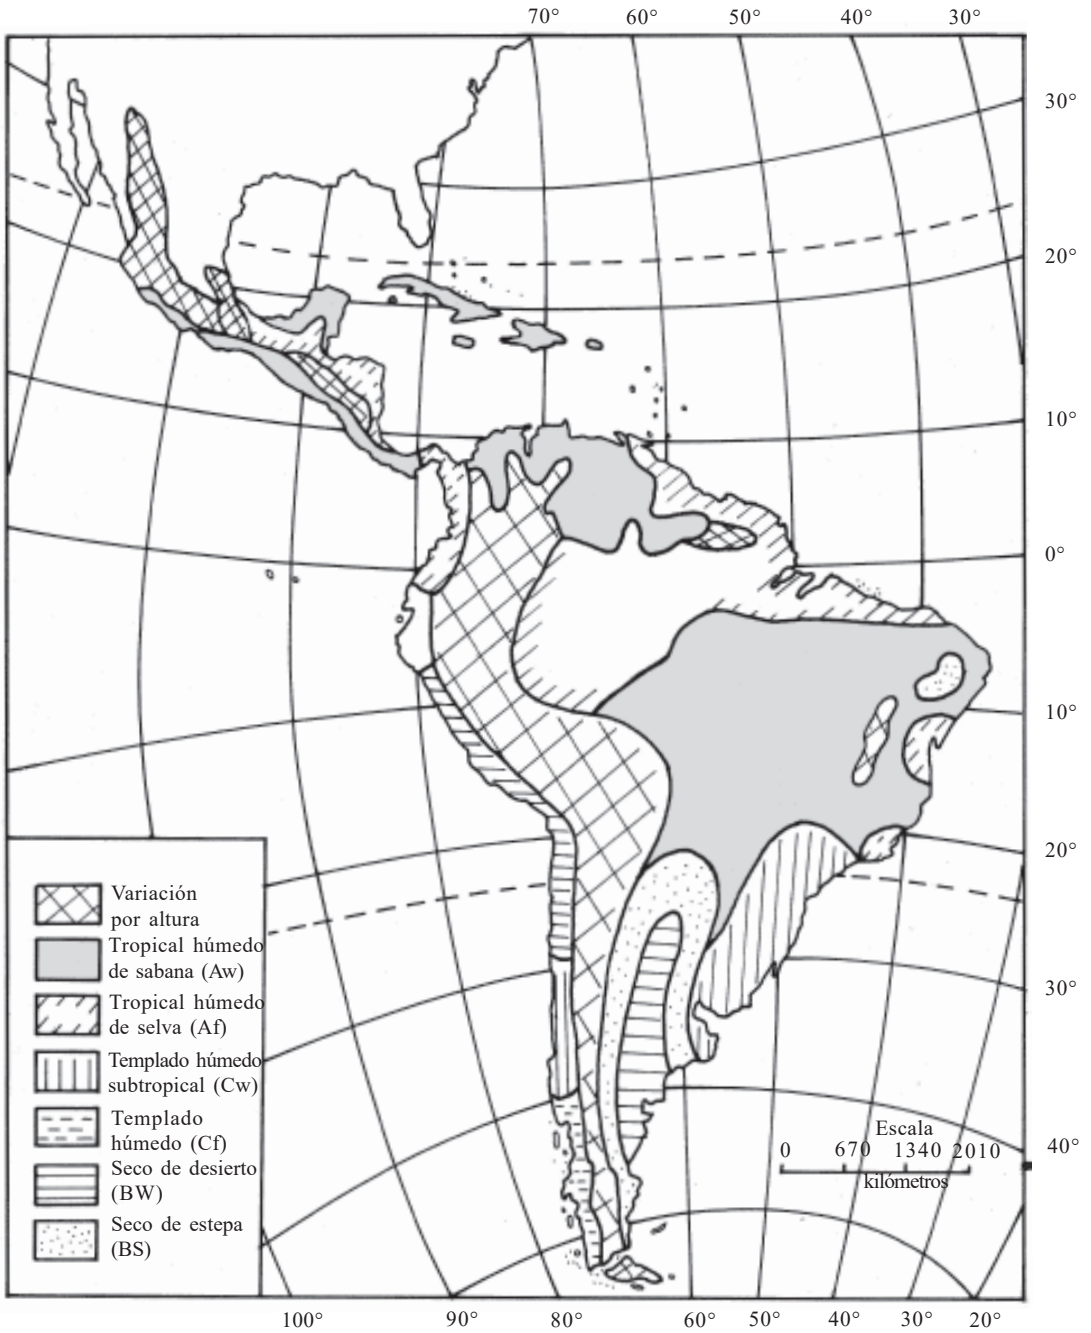 70° 60° 50° 40° 30°
30°
20°
10°
0°
10°
20°
30°
40°
Variación
por altura
Tropical húmedo
de sabana (Aw)
Tropical húmedo
de selva (Af)
Templado húmedo
subtropical (Cw)
Templado
húmedo (Cf)
Seco de desierto
(BW)
Seco de estepa
(BS)
Escala
0 670 1340 2010
kilómetros
100° 90° 80° 60° 50° 40° 30° 20°